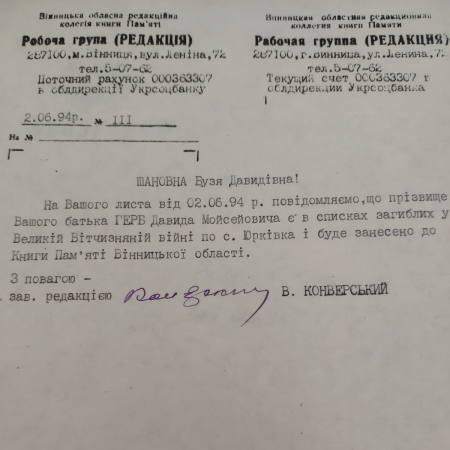 Вінницька обласна редакційна
колегія книги Пам'яті
Робоча група (РЕДАКЦІЯ)
287100, м. Вінниця, вул. Леніна, 72
тел. 5-07-62
Поточний рахунок 000363307
в облдирекції Укрсоцбанку
Винницкая областная редакционная
коллегия книги Памяти
Рабочая группа (РЕДАКЦИЯ)
287100, г. Винница, ул. Ленина, 72
тел. 5-07-62
Текущий счет 000363307 г
облдирекции Укрсоцбанка
2.06.94р. № III
На №
ШАНОВНА Бузя Давидівна!
На Вашого листа від 02.06.94 р. повідомляємо, що прізвище
Вашого батька ГЕРБ Давида Мойсейовича є в списках загиблих у
Великій Вітчизняній війні по с. Юрківка і буде занесено до
Книги Пам'яті Вінницької області.
З повагою –
зав. редакцією В. КОНВЕРСЬКИЙ